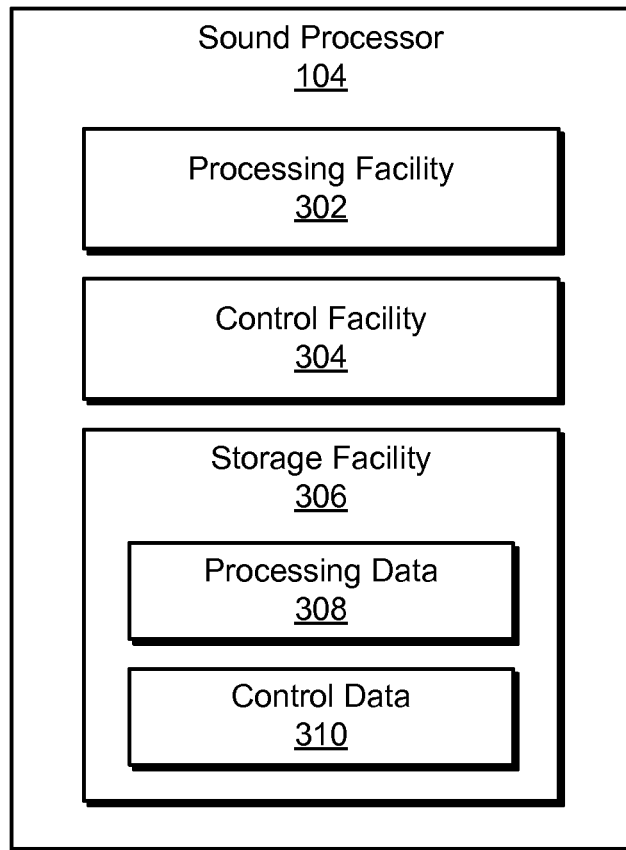 Sound Processor
104
Processing Facility
302
Control Facility
304
Storage Facility
306
Processing Data
308
Control Data
310